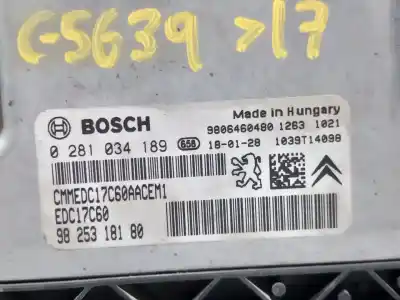 C-5639 >17
BOSCH
Made in Hungary
9806460480 1263 1021
0 281 034 189 656 18-01-28 1039T14098
CMMEDC17C60AACEM1
EDC17C60
98 253 181 80